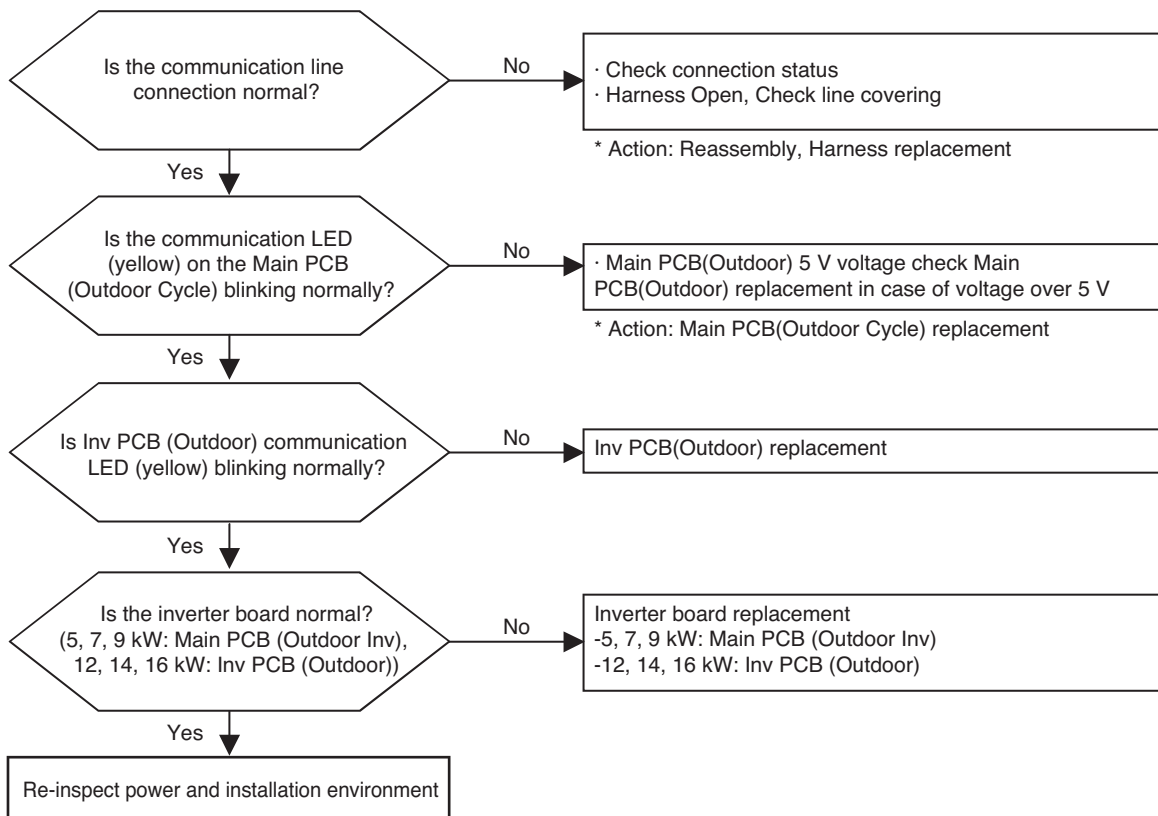 Is the communication line
connection normal?
No
· Check connection status
· Harness Open, Check line covering
* Action: Reassembly, Harness replacement
Yes
Is the communication LED
(yellow) on the Main PCB
(Outdoor Cycle) blinking normally?
No
· Main PCB(Outdoor) 5 V voltage check Main
PCB(Outdoor) replacement in case of voltage over 5 V
* Action: Main PCB(Outdoor Cycle) replacement
Yes
Is Inv PCB (Outdoor) communication
LED (yellow) blinking normally?
No
Inv PCB(Outdoor) replacement
Yes
Is the inverter board normal?
(5, 7, 9 kW: Main PCB (Outdoor Inv),
12, 14, 16 kW: Inv PCB (Outdoor))
No
Inverter board replacement
-5, 7, 9 kW: Main PCB (Outdoor Inv)
-12, 14, 16 kW: Inv PCB (Outdoor)
Yes
Re-inspect power and installation environment